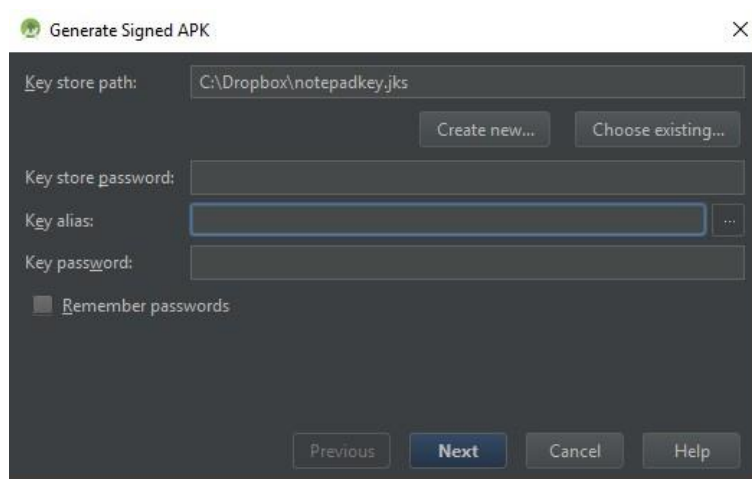 Generate Signed APK
Key store path: C:\Dropbox\notepadkey.jks
Create new... Choose existing...
Key store password:
Key alias: ...
Key password:
Remember passwords
Previous Next Cancel Help